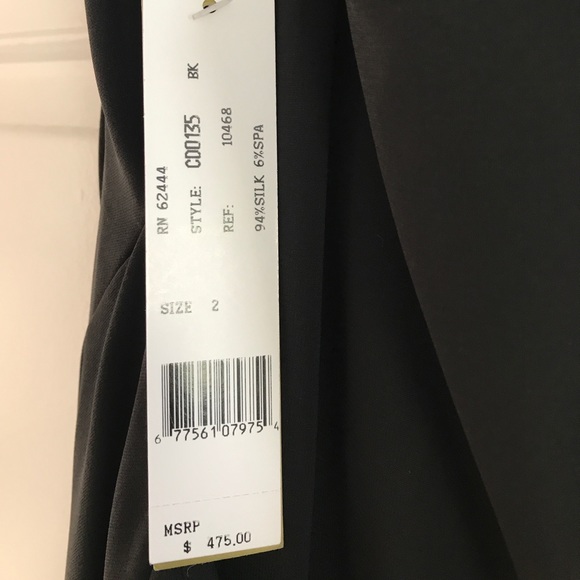 RN 62444
STYLE: CDD135 BK
REF: 10468
94%SILK 6%SPA
SIZE 2
6 77561 07975 4
MSRP
$ 475.00